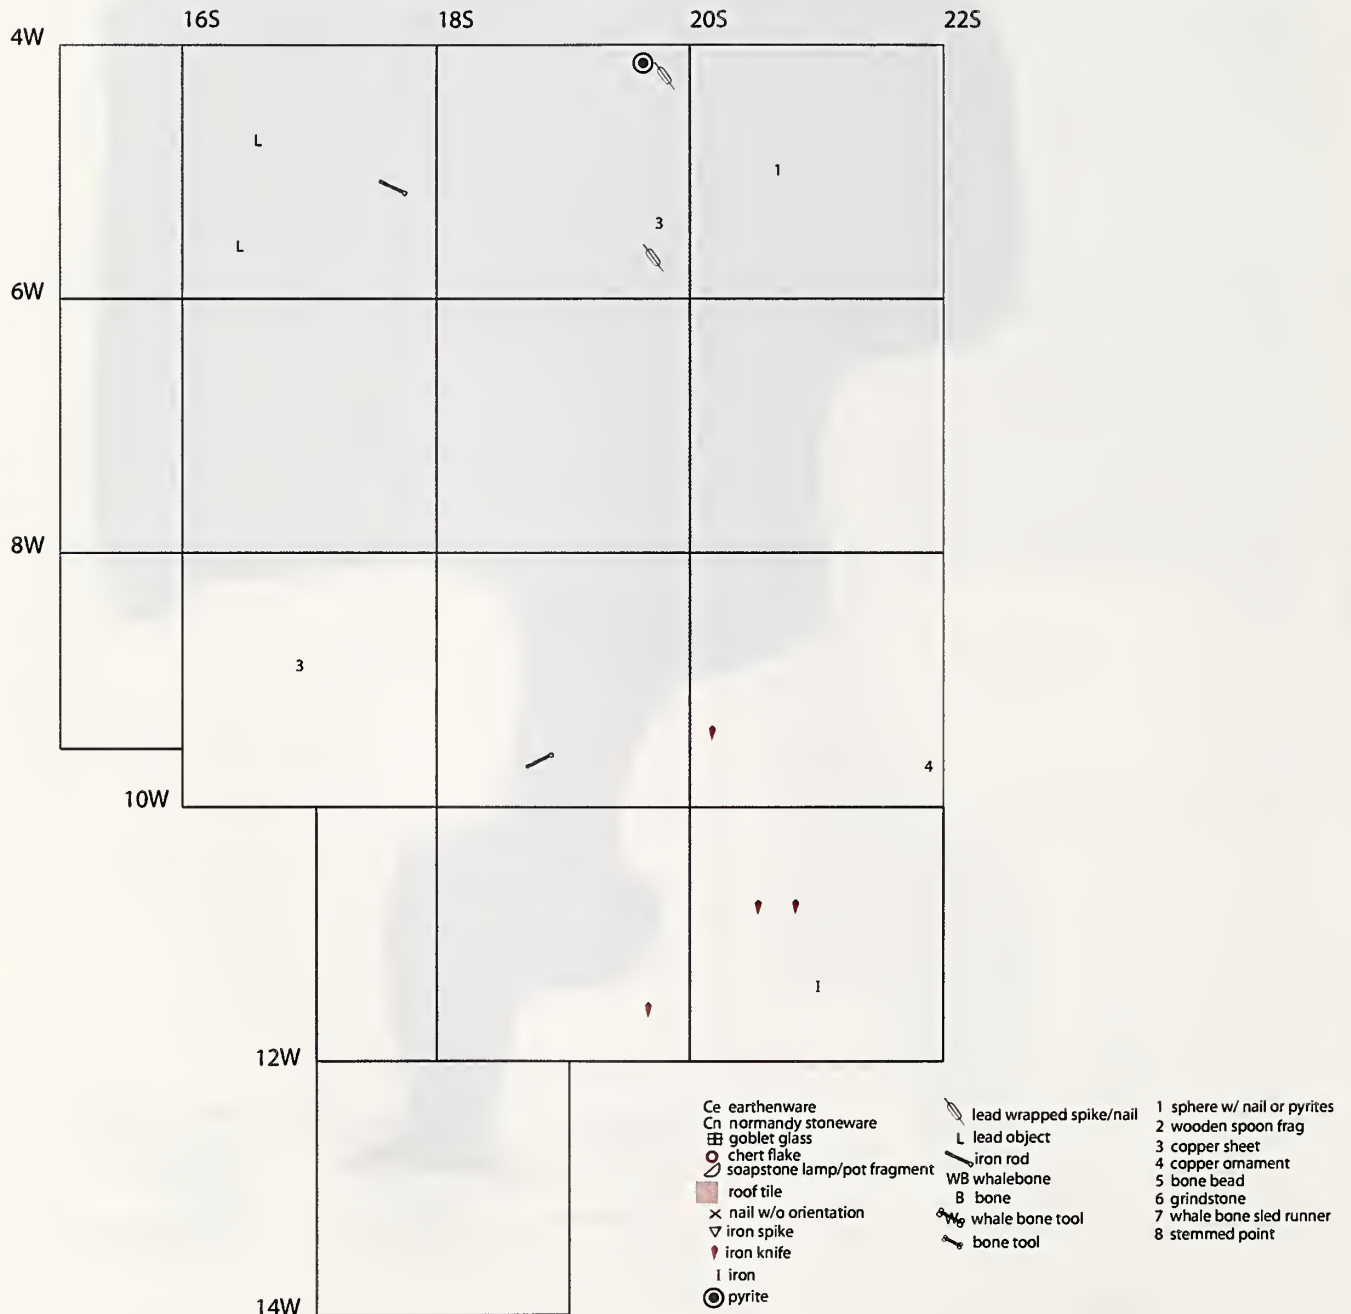 16S 18S 20S 22S
4W
L
1
3
L
6W
8W
3
4
10W
I
12W
14W
Ce earthenware
Cn normandy stoneware
goblet glass
chert flake
soapstone lamp/pot fragment
roof tile
nail w/o orientation
iron spike
iron knife
I iron
pyrite
lead wrapped spike/nail
L lead object
iron rod
WB whalebone
B bone
W whale bone tool
bone tool
1 sphere w/ nail or pyrites
2 wooden spoon frag
3 copper sheet
4 copper ornament
5 bone bead
6 grindstone
7 whale bone sled runner
8 stemmed point